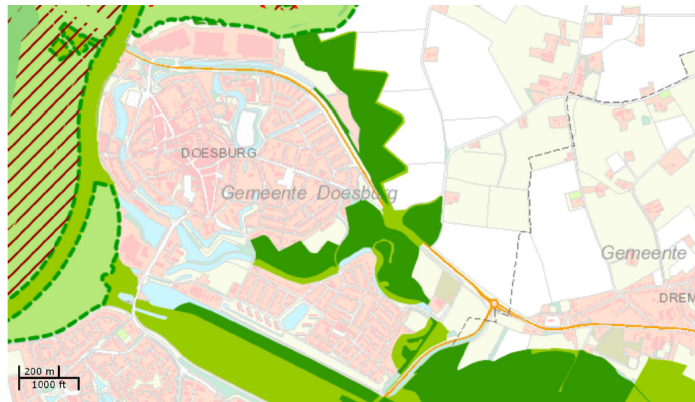 DOESBURG
Gemeente Doesburg
Gemeente
DREM
200 m
1000 ft